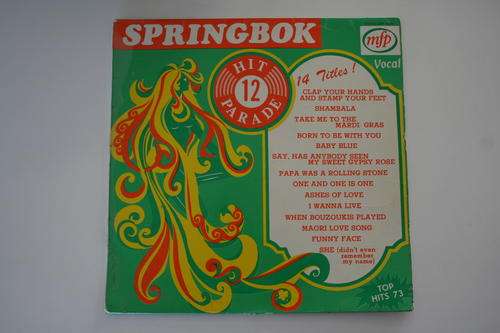 SPRINGBOK
mfp
Vocal
HIT
12
PARADE
14 Titles!
CLAP YOUR HANDS
AND STAMP YOUR FEET
SHAMBALA
TAKE ME TO THE
MARDI GRAS
BORN TO BE WITH YOU
BABY BLUE
SAY, HAS ANYBODY SEEN
MY SWEET GYPSY ROSE
PAPA WAS A ROLLING STONE
ONE AND ONE IS ONE
ASHES OF LOVE
I WANNA LIVE
WHEN BOUZOUKIS PLAYED
MAORI LOVE SONG
FUNNY FACE
SHE (didn't even
remember
my name)
TOP
HITS 73